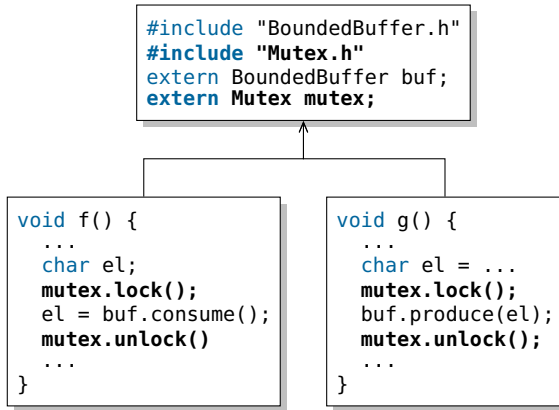 #include "BoundedBuffer.h"
#include "Mutex.h"
extern BoundedBuffer buf;
extern Mutex mutex;
void f() {
...
char el;
mutex.lock();
el = buf.consume();
mutex.unlock()
...
}
void g() {
...
char el = ...
mutex.lock();
buf.produce(el);
mutex.unlock();
...
}